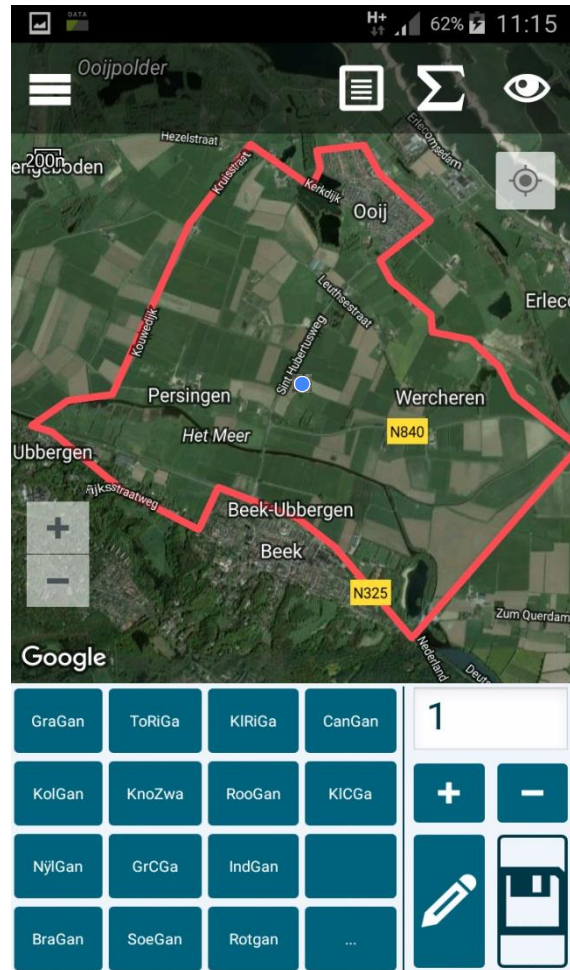 DATA
H+ 62% 11:15
Ooijpolder
Hezelstraat
Erlecomsedam
200m
Kruisstraat
Kerkdijk
Ooij
Leuthsestraat
Kouwedijk
Sint Hubertusweg
Persingen
Wercheren
Het Meer
N840
Ubbergen
Rijksstraatweg
Beek-Ubbergen
Beek
N325
Zum Querdam
Nederland
Google
GraGan ToRiGa KlRiGa CanGan 1
KolGan KnoZwa RooGan KlCGa + −
NÿlGan GrCGa IndGan
BraGan SoeGan Rotgan ...